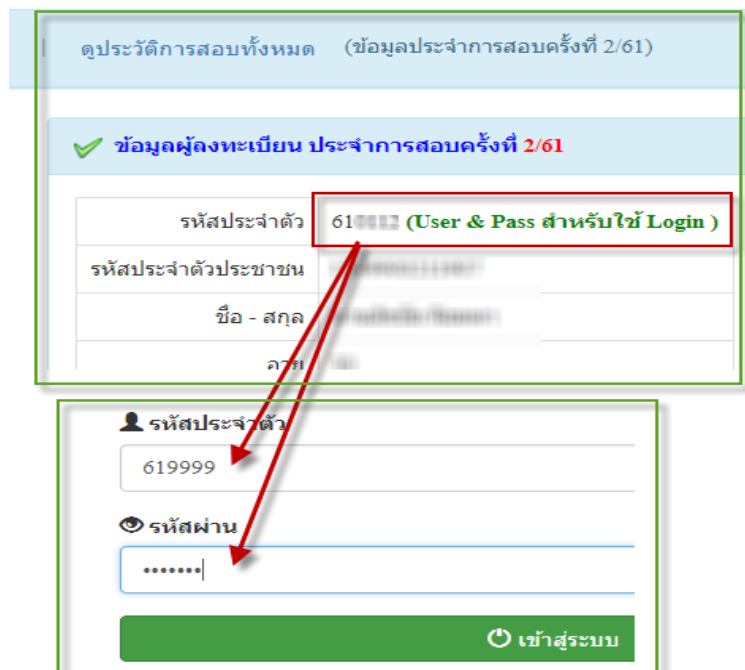 ดูประวัติการสอบทั้งหมด (ข้อมูลประจำการสอบครั้งที่ 2/61)
ข้อมูลผู้ลงทะเบียน ประจำการสอบครั้งที่ 2/61
รหัสประจำตัว (User & Pass สำหรับใช้ Login )
รหัสประจำตัวประชาชน
ชื่อ - สกุล
อายุ
รหัสประจำตัว
619999
รหัสผ่าน
•••••••
เข้าสู่ระบบ